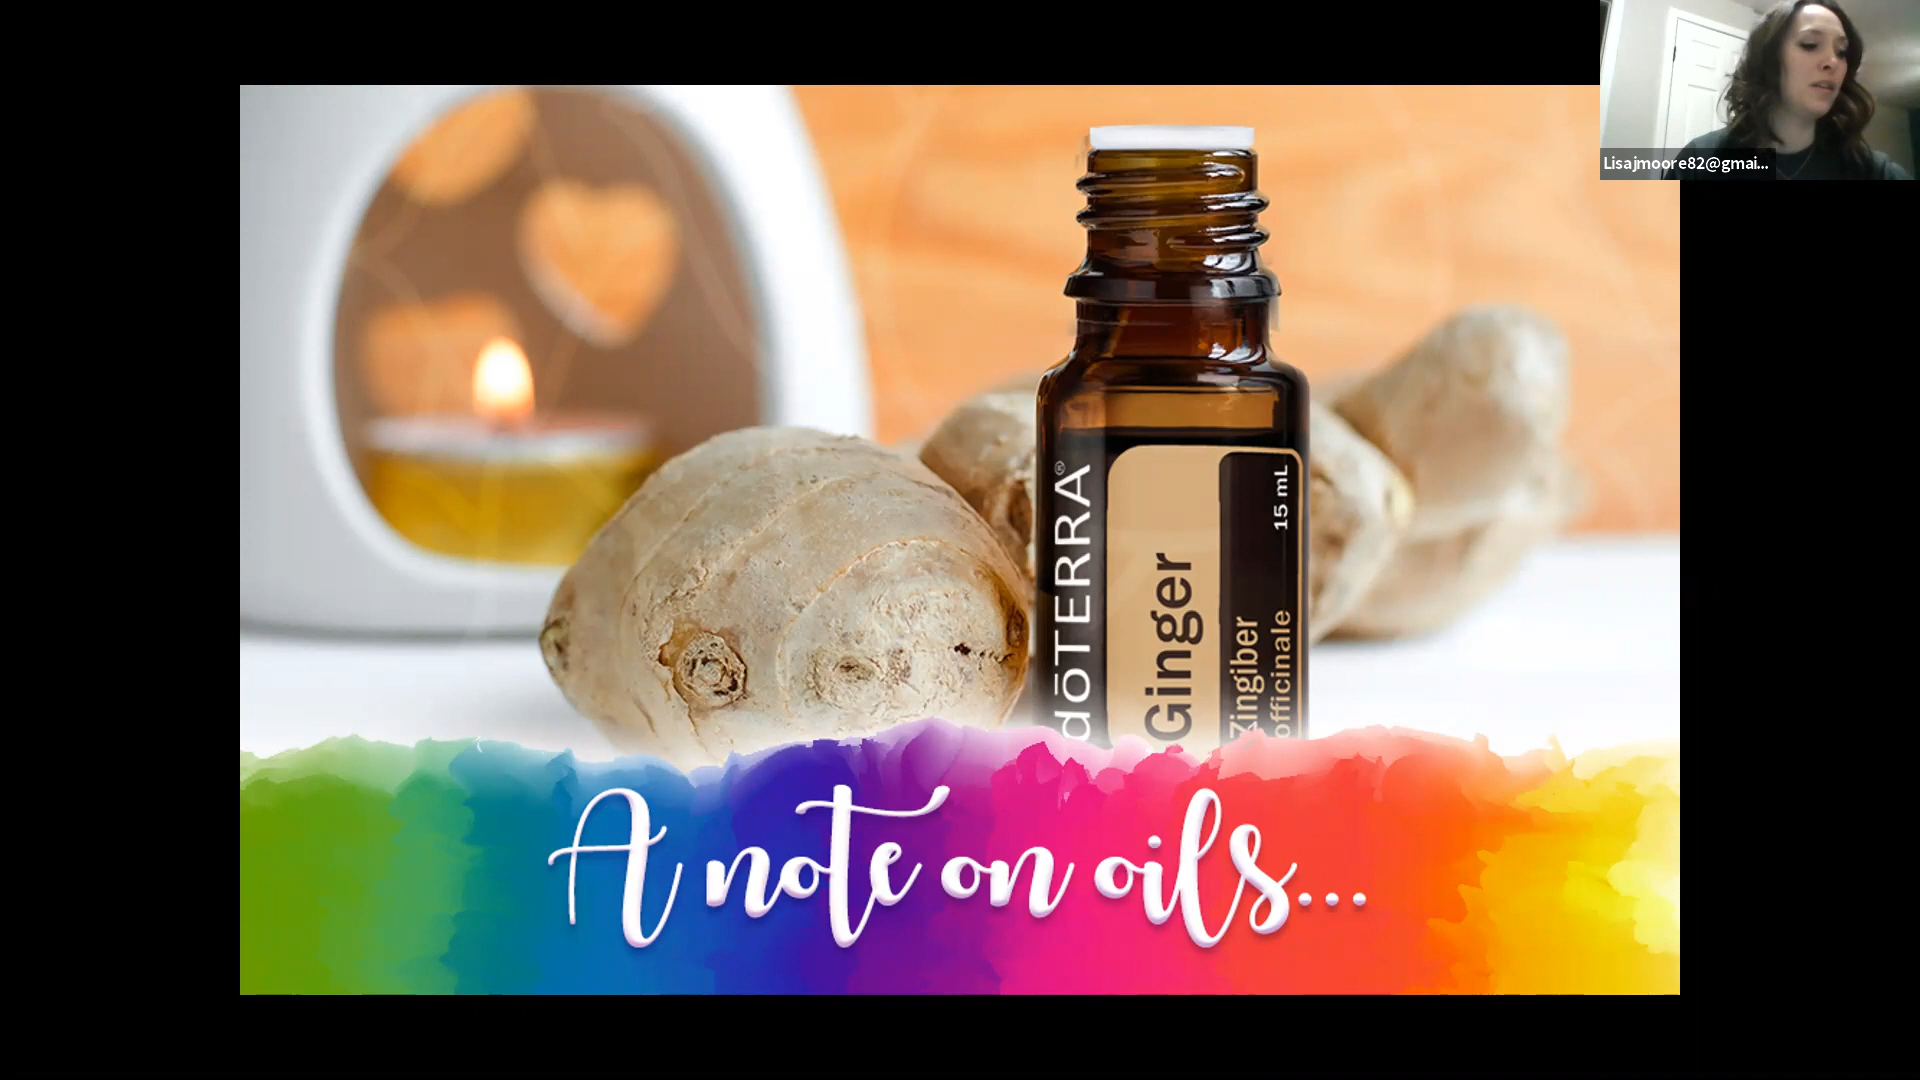 Lisajmoore82@gmai...
dōTERRA®
Ginger
15 mL
Zingiber
officinale
A note on oils...